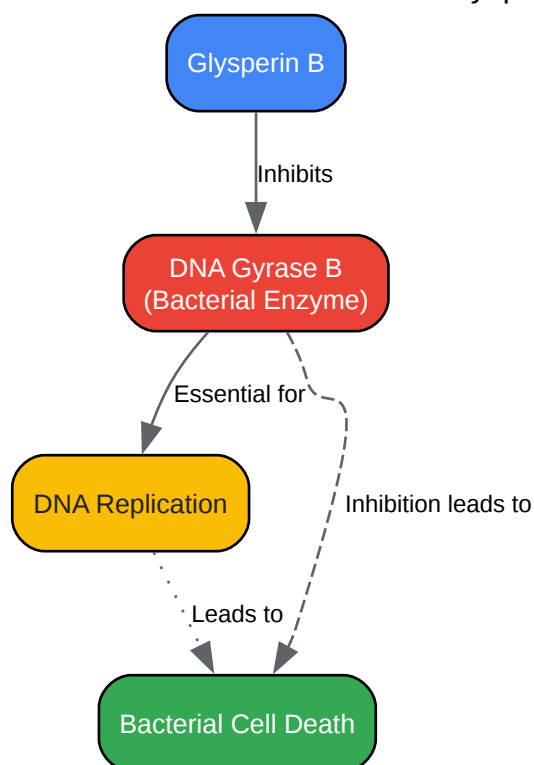 Glysperin B
Inhibits
DNA Gyrase B
(Bacterial Enzyme)
Essential for
DNA Replication
Inhibition leads to
Leads to
Bacterial Cell Death